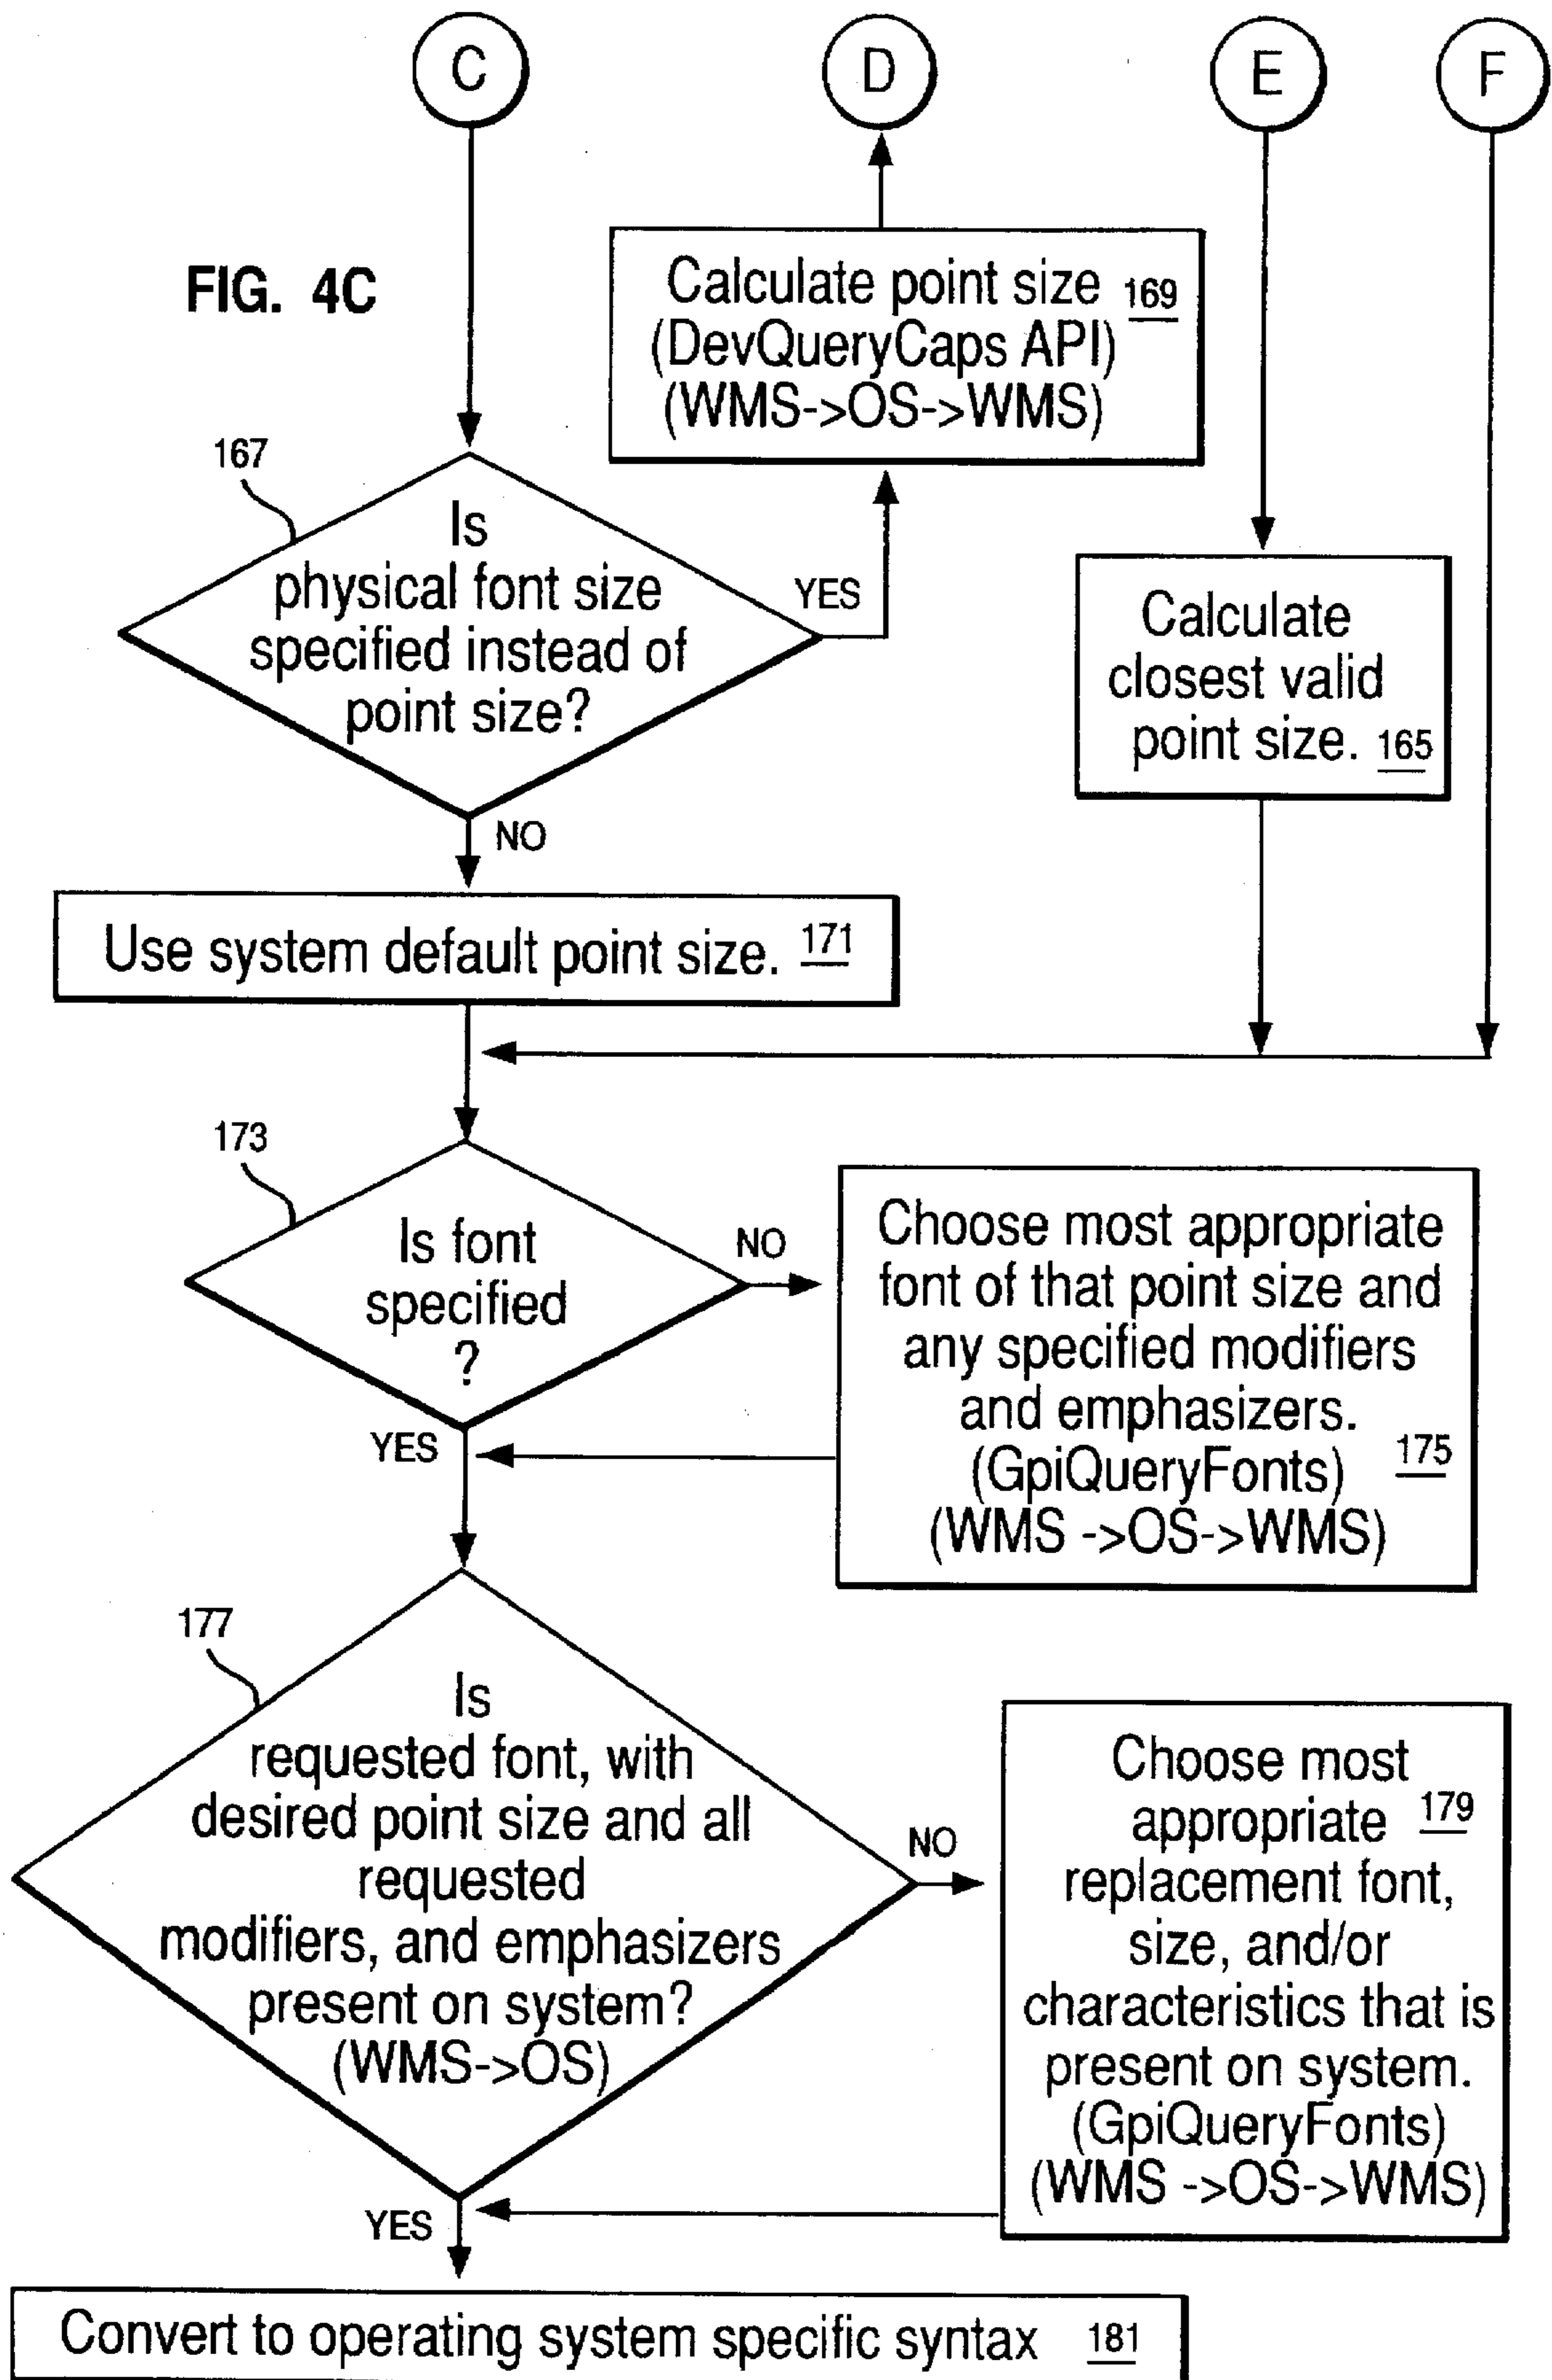 C
D
E
F
FIG. 4C
Calculate point size 169
(DevQueryCaps API)
(WMS->OS->WMS)
167
Is
physical font size
specified instead of
point size?
YES
NO
Calculate
closest valid
point size. 165
Use system default point size. 171
173
Is font
specified
?
NO
YES
Choose most appropriate
font of that point size and
any specified modifiers
and emphasizers.
(GpiQueryFonts) 175
(WMS ->OS->WMS)
177
Is
requested font, with
desired point size and all
requested
modifiers, and emphasizers
present on system?
(WMS->OS)
NO
YES
Choose most
appropriate 179
replacement font,
size, and/or
characteristics that is
present on system.
(GpiQueryFonts)
(WMS ->OS->WMS)
Convert to operating system specific syntax 181